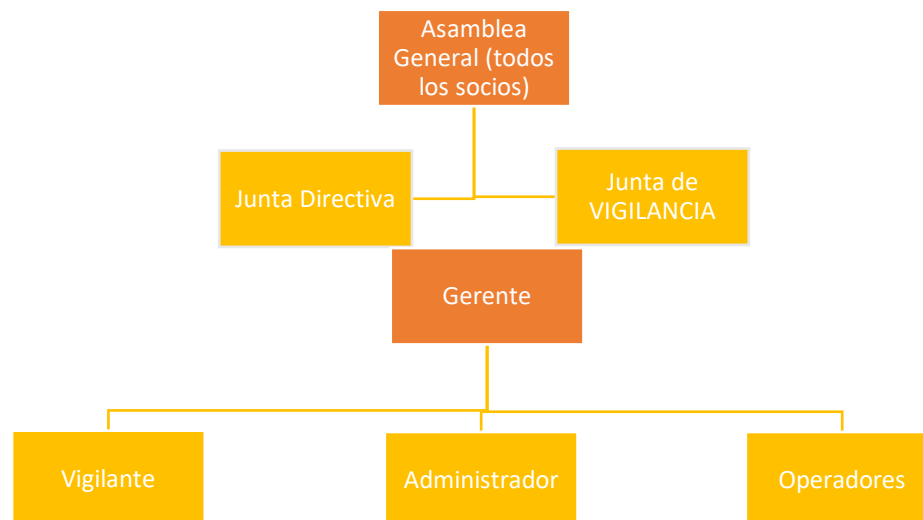 Asamblea
General (todos
los socios)
Junta Directiva
Junta de
VIGILANCIA
Gerente
Vigilante
Administrador
Operadores